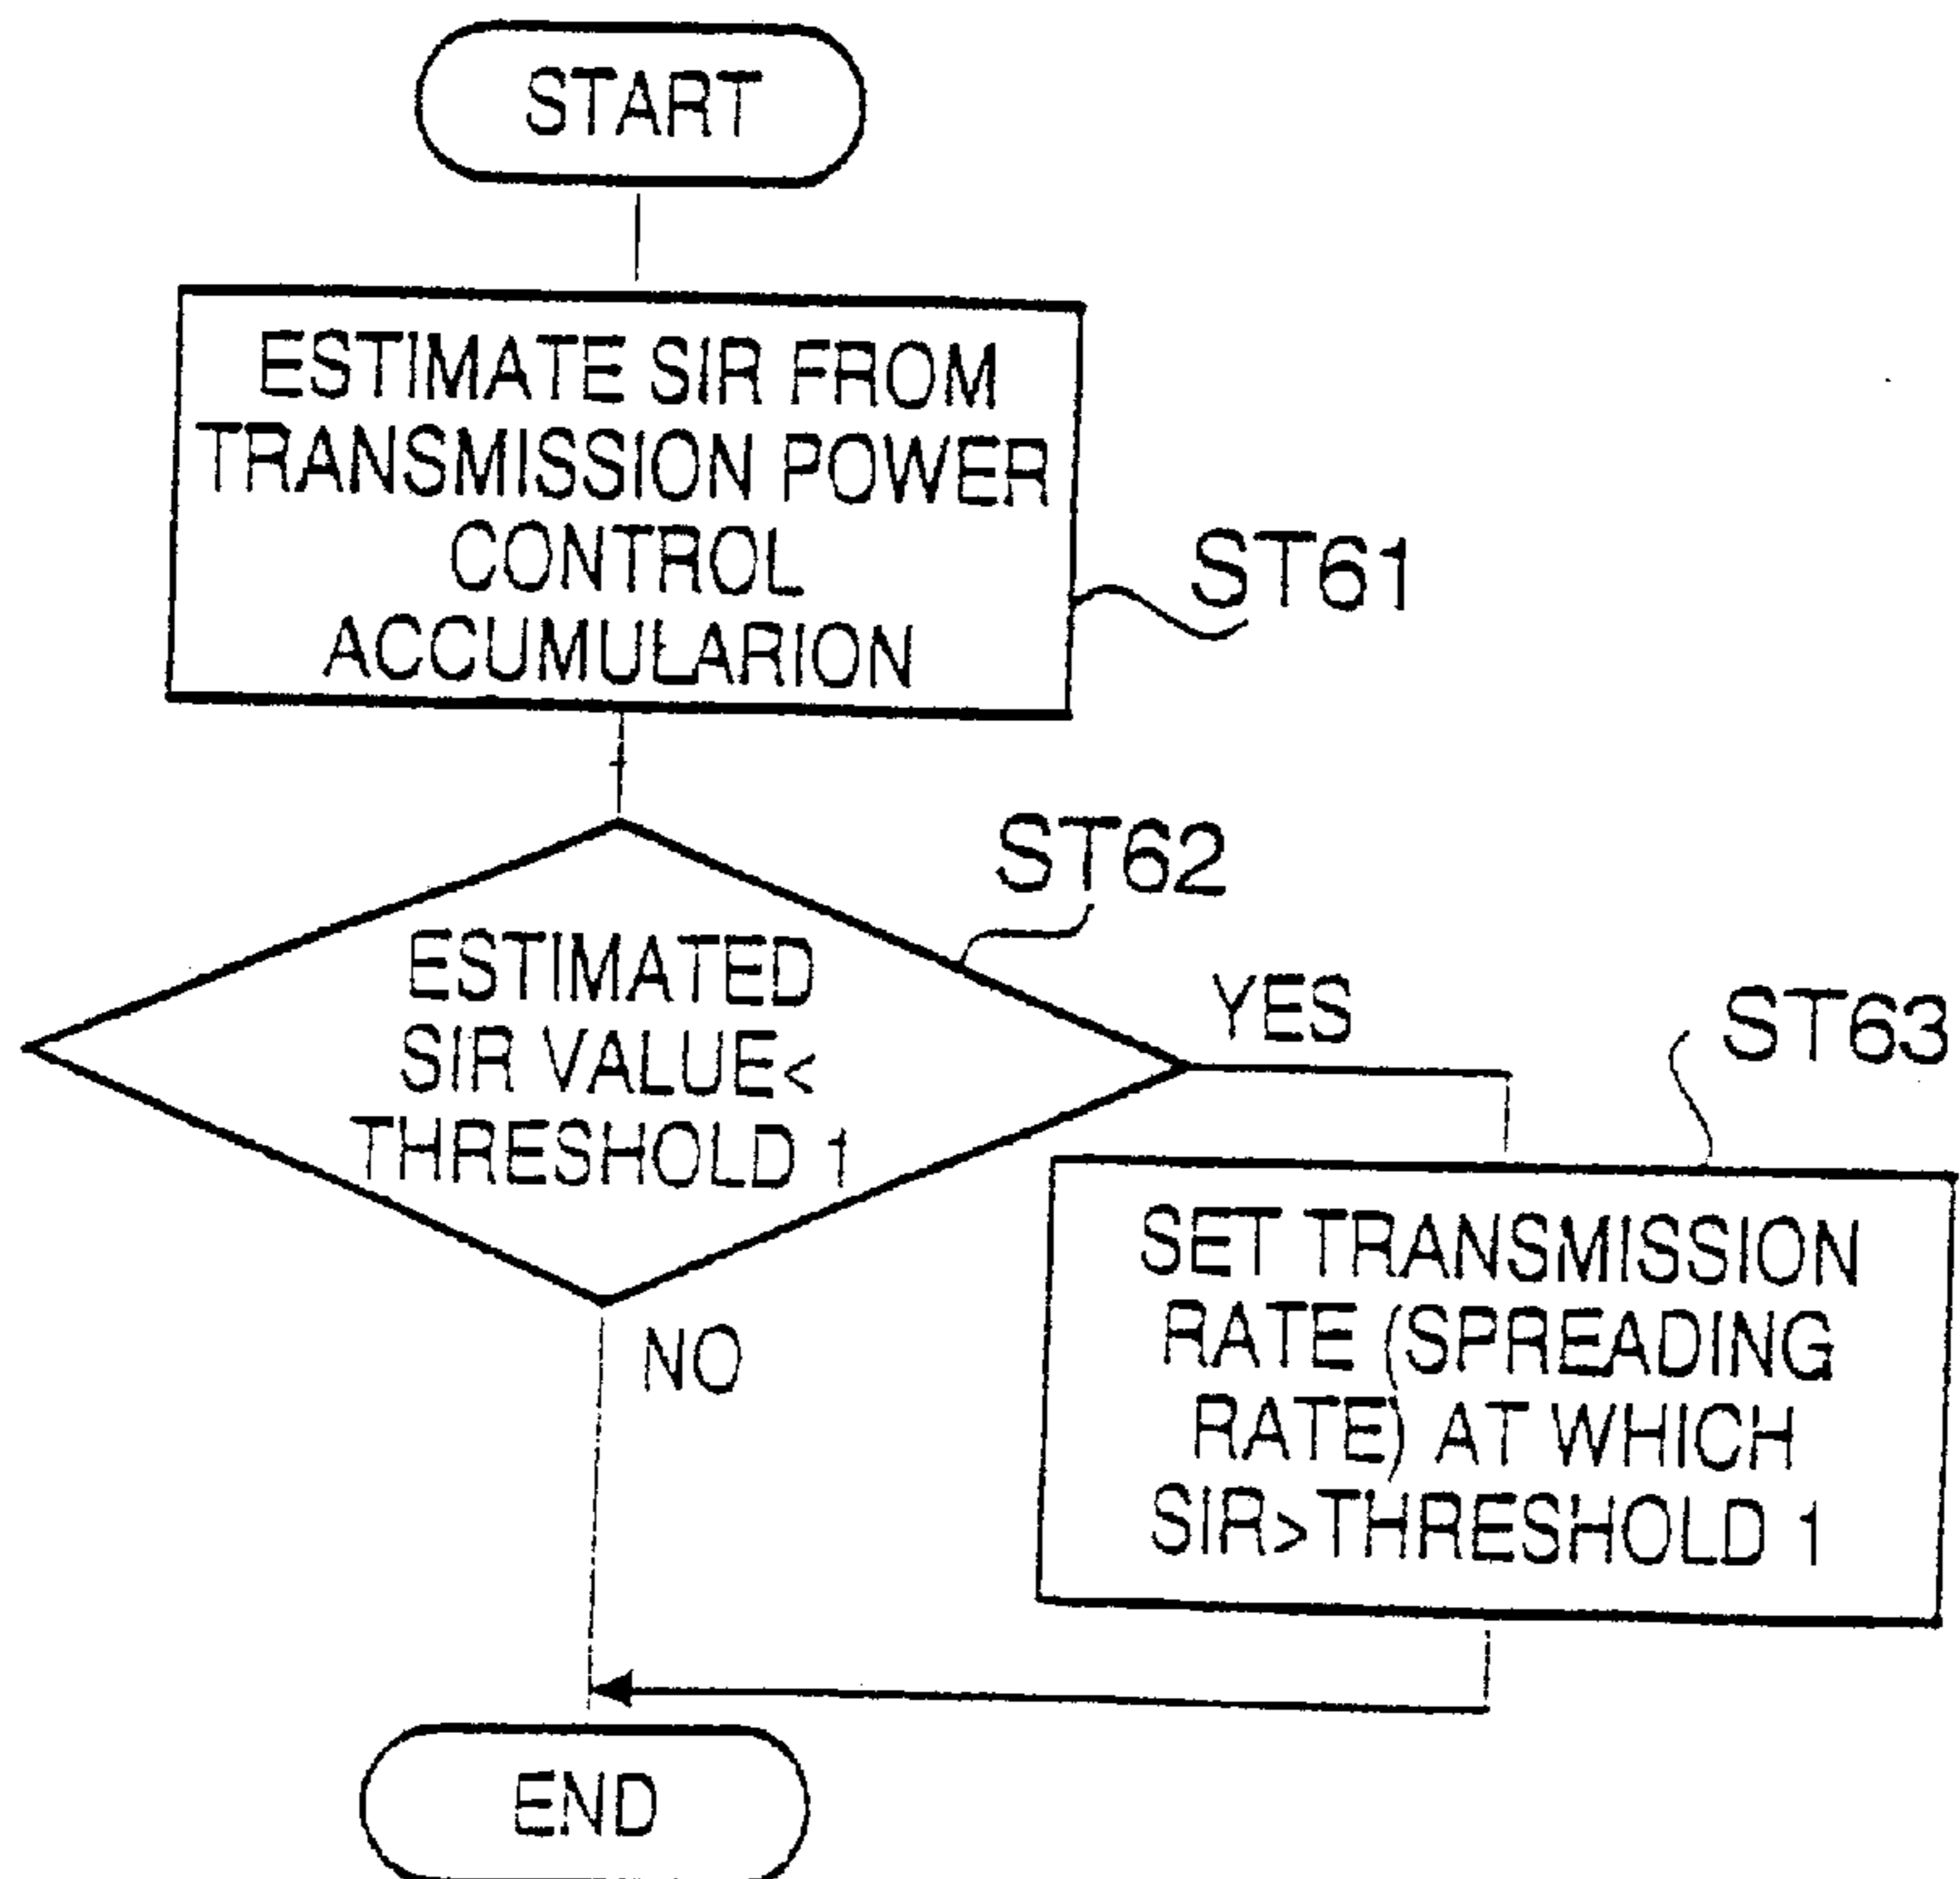 START
ESTIMATE SIR FROM
TRANSMISSION POWER
CONTROL
ACCUMULARION
ST61
ST62
ESTIMATED
SIR VALUE<
THRESHOLD 1
YES
ST63
SET TRANSMISSION
RATE (SPREADING
RATE) AT WHICH
SIR>THRESHOLD 1
NO
END